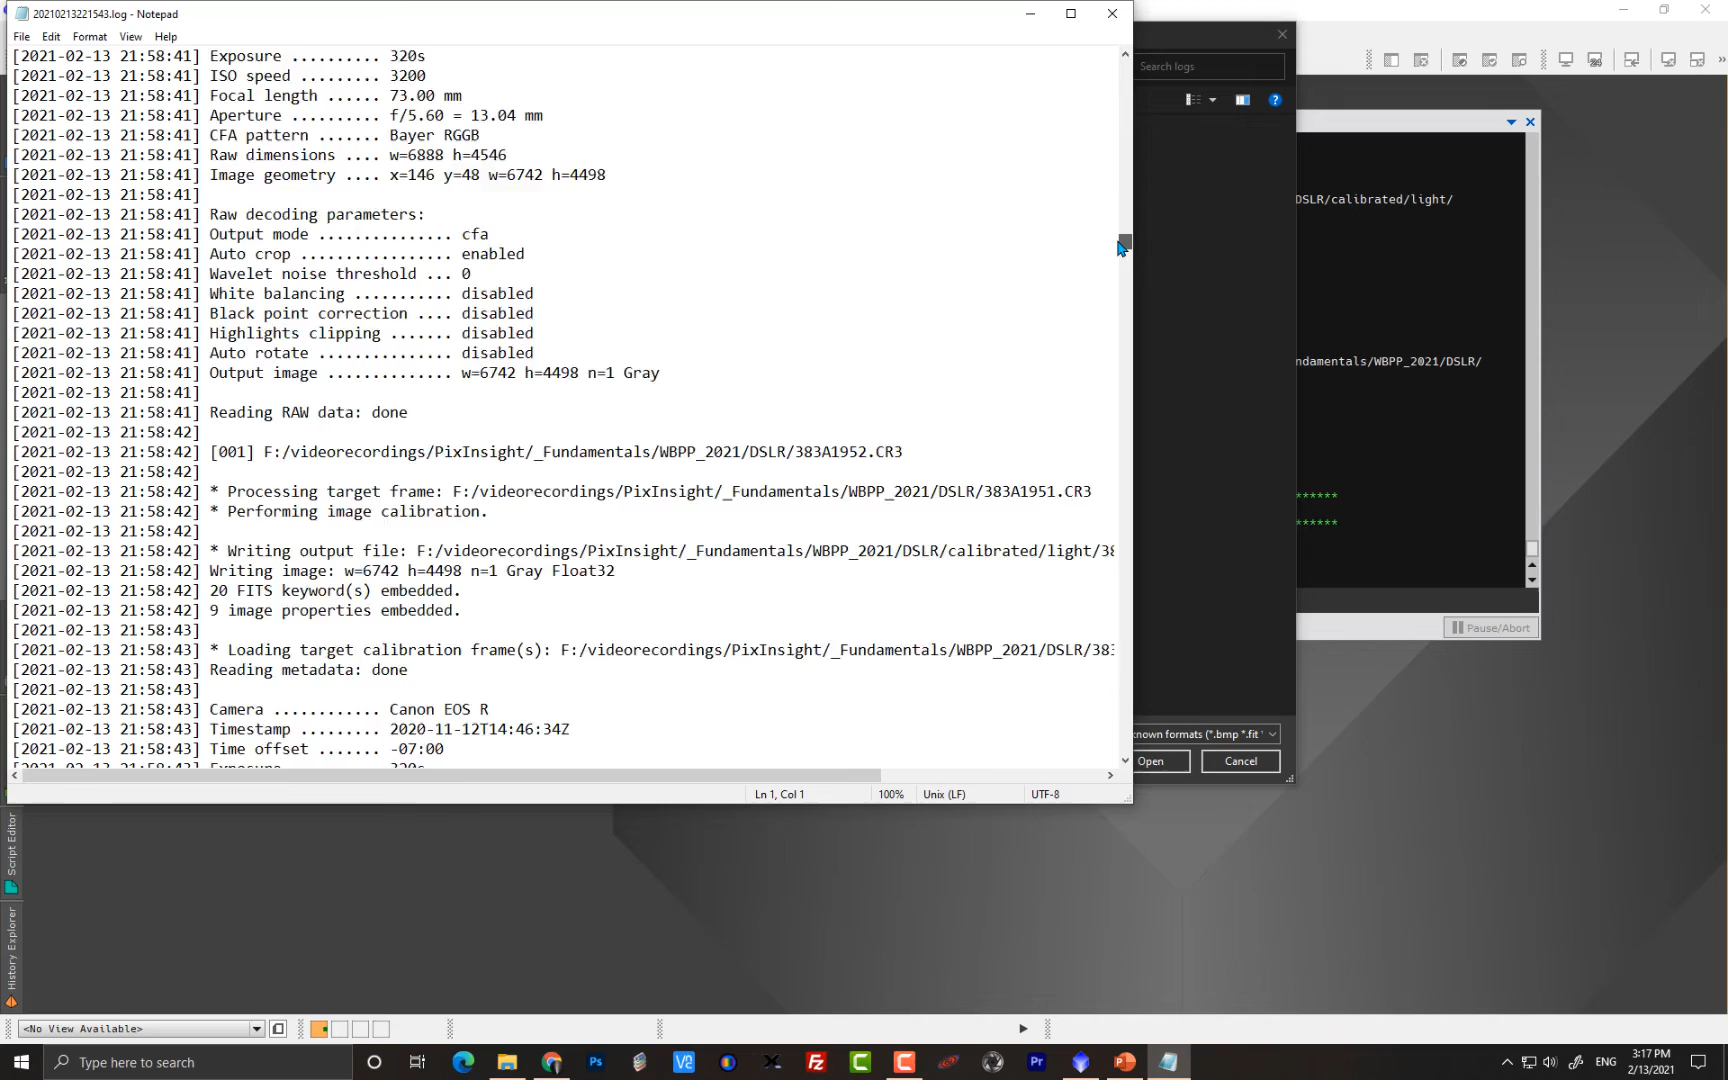 20210213221543.log - Notepad
File Edit Format View Help
[2021-02-13 21:58:41] Exposure .......... 320s
[2021-02-13 21:58:41] ISO speed ......... 3200
[2021-02-13 21:58:41] Focal length ...... 73.00 mm
[2021-02-13 21:58:41] Aperture .......... f/5.60 = 13.04 mm
[2021-02-13 21:58:41] CFA pattern ....... Bayer RGGB
[2021-02-13 21:58:41] Raw dimensions .... w=6888 h=4546
[2021-02-13 21:58:41] Image geometry .... x=146 y=48 w=6742 h=4498
[2021-02-13 21:58:41]
[2021-02-13 21:58:41] Raw decoding parameters:
[2021-02-13 21:58:41] Output mode ............... cfa
[2021-02-13 21:58:41] Auto crop ................. enabled
[2021-02-13 21:58:41] Wavelet noise threshold ... 0
[2021-02-13 21:58:41] White balancing ........... disabled
[2021-02-13 21:58:41] Black point correction .... disabled
[2021-02-13 21:58:41] Highlights clipping ....... disabled
[2021-02-13 21:58:41] Auto rotate ............... disabled
[2021-02-13 21:58:41] Output image .............. w=6742 h=4498 n=1 Gray
[2021-02-13 21:58:41]
[2021-02-13 21:58:41] Reading RAW data: done
[2021-02-13 21:58:42]
[2021-02-13 21:58:42] [001] F:/videorecordings/PixInsight/_Fundamentals/WBPP_2021/DSLR/383A1952.CR3
[2021-02-13 21:58:42]
[2021-02-13 21:58:42] * Processing target frame: F:/videorecordings/PixInsight/_Fundamentals/WBPP_2021/DSLR/383A1951.CR3
[2021-02-13 21:58:42] * Performing image calibration.
[2021-02-13 21:58:42]
[2021-02-13 21:58:42] * Writing output file: F:/videorecordings/PixInsight/_Fundamentals/WBPP_2021/DSLR/calibrated/light/38
[2021-02-13 21:58:42] Writing image: w=6742 h=4498 n=1 Gray Float32
[2021-02-13 21:58:42] 20 FITS keyword(s) embedded.
[2021-02-13 21:58:42] 9 image properties embedded.
[2021-02-13 21:58:43]
[2021-02-13 21:58:43] * Loading target calibration frame(s): F:/videorecordings/PixInsight/_Fundamentals/WBPP_2021/DSLR/383
[2021-02-13 21:58:43] Reading metadata: done
[2021-02-13 21:58:43]
[2021-02-13 21:58:43] Camera ............ Canon EOS R
[2021-02-13 21:58:43] Timestamp ......... 2020-11-12T14:46:34Z
[2021-02-13 21:58:43] Time offset ....... -07:00
[2021-02-13 21:58:43] Exposure .......... 320s
Ln 1, Col 1 100% Unix (LF) UTF-8
Search logs
DSLR/calibrated/light/
ndamentals/WBPP_2021/DSLR/
******
******
Pause/Abort
known formats (*.bmp *.fit
Open Cancel
Script Editor
History Explorer
<No View Available>
Type here to search
Ps
VE
Fz
C
C
Pr
P
ENG
3:17 PM
2/13/2021